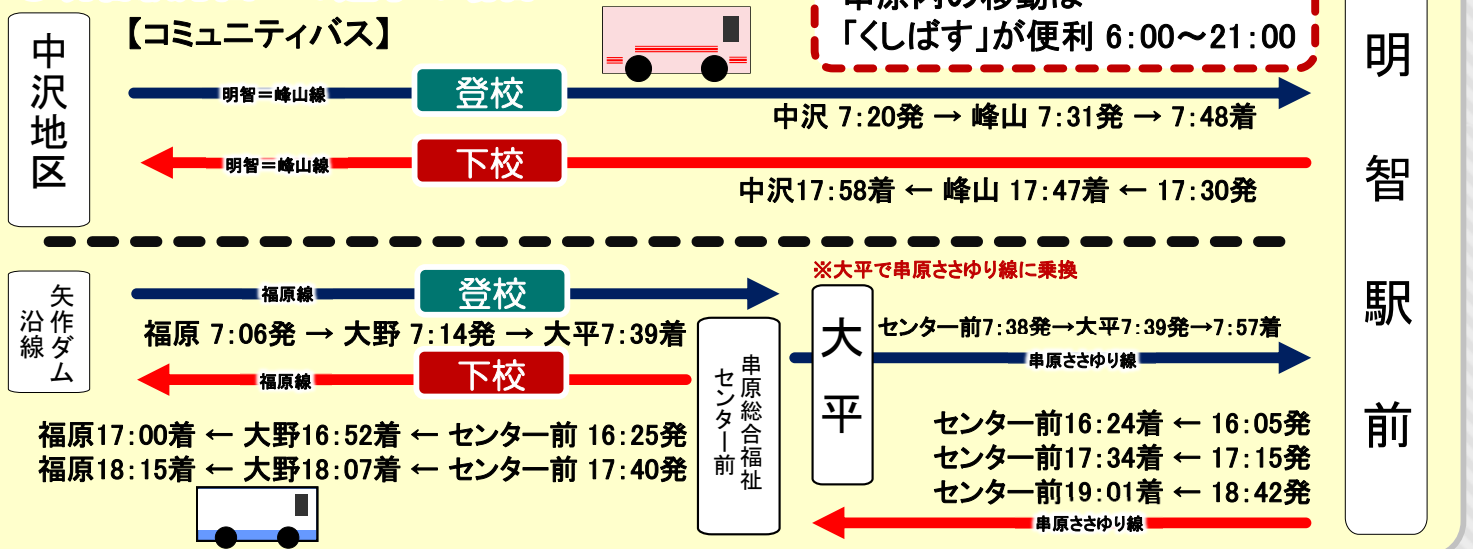 【コミュニティバス】
串原内の移動は
「くしばす」が便利 6:00～21:00
中沢地区
明智駅前
明智＝峰山線
登校
中沢 7:20発 → 峰山 7:31発 → 7:48着
明智＝峰山線
下校
中沢17:58着 ← 峰山 17:47着 ← 17:30発
矢作ダム
沿線
福原線
登校
福原 7:06発 → 大野 7:14発 → 大平7:39着
福原線
下校
福原17:00着 ← 大野16:52着 ← センター前 16:25発
福原18:15着 ← 大野18:07着 ← センター前 17:40発
串原総合福祉
センター前
※大平で串原ささゆり線に乗換
大平
センター前7:38発→大平7:39発→7:57着
串原ささゆり線
センター前16:24着 ← 16:05発
センター前17:34着 ← 17:15発
センター前19:01着 ← 18:42発
串原ささゆり線